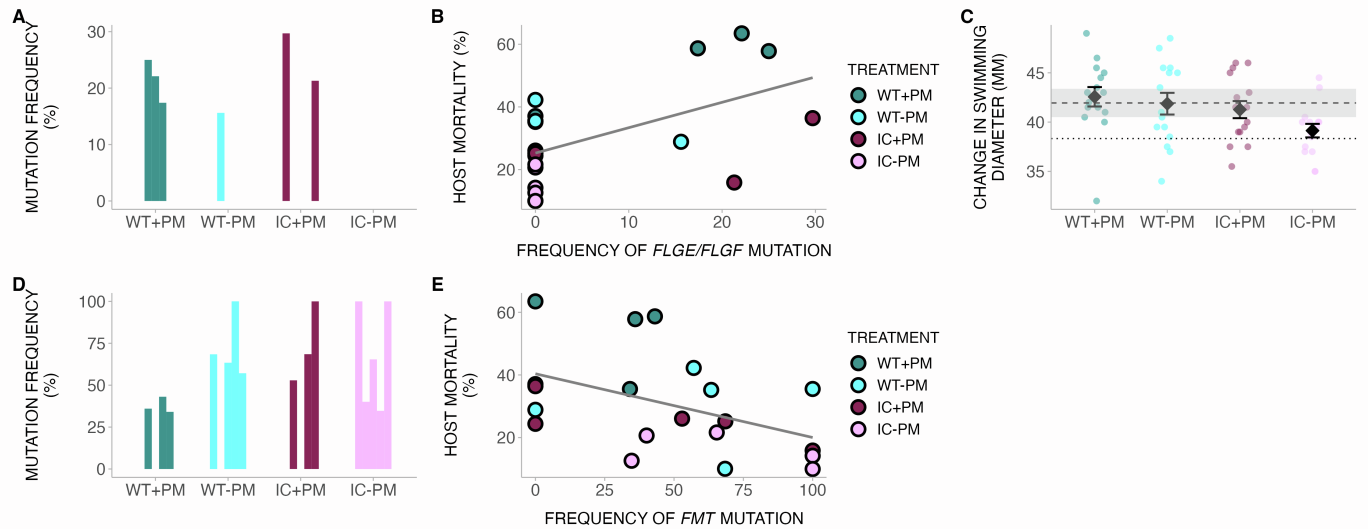 A
MUTATION FREQUENCY
(%)
30
20
10
0
WT+PM WT-PM IC+PM IC-PM
B
HOST MORTALITY (%)
60
40
20
0 10 20 30
FREQUENCY OF FLGE/FLGF MUTATION
TREATMENT
WT+PM
WT-PM
IC+PM
IC-PM
C
CHANGE IN SWIMMING
DIAMETER (MM)
45
40
35
WT+PM WT-PM IC+PM IC-PM
D
MUTATION FREQUENCY
(%)
100
75
50
25
0
WT+PM WT-PM IC+PM IC-PM
E
HOST MORTALITY
(%)
60
40
20
0 25 50 75 100
FREQUENCY OF FMT MUTATION
TREATMENT
WT+PM
WT-PM
IC+PM
IC-PM